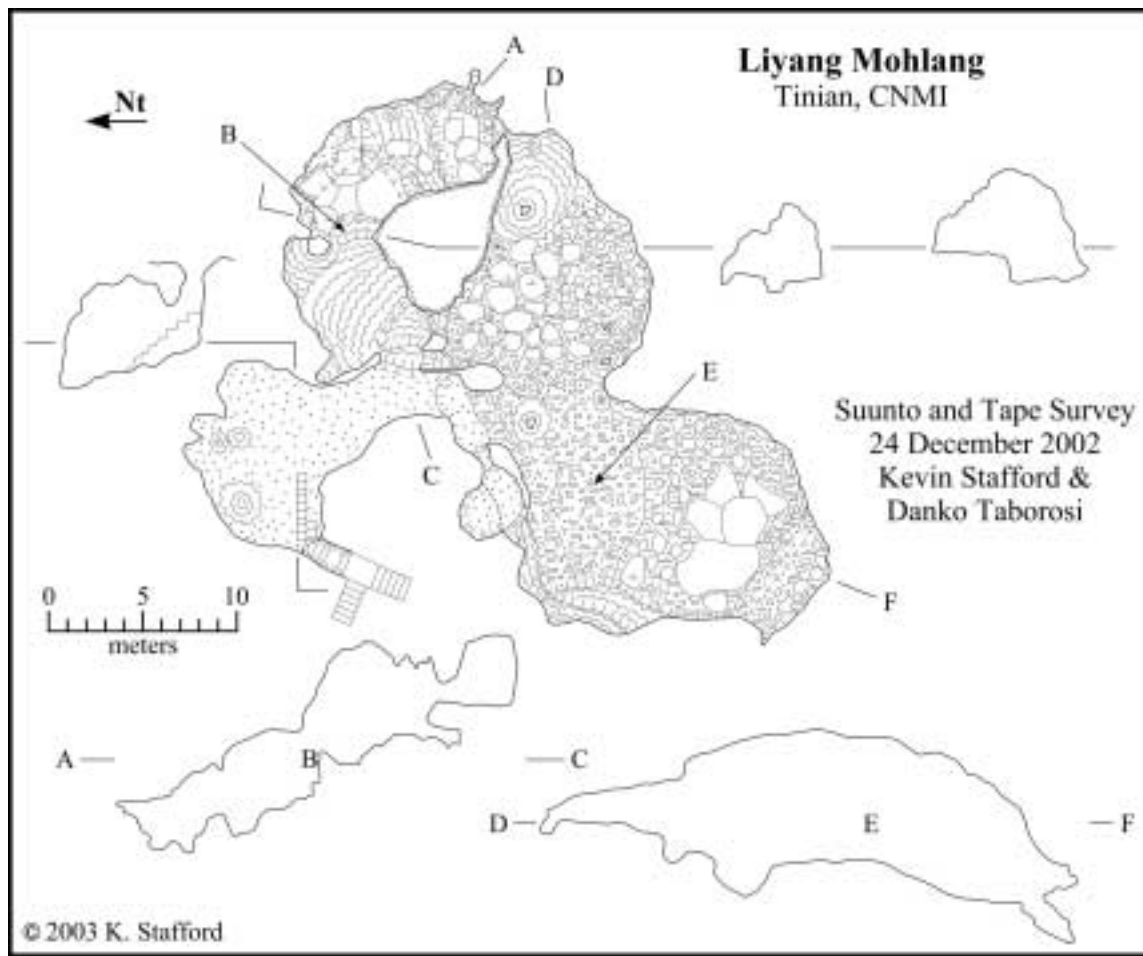 Liyang Mohlang
Tinian, CNMI
Nt
A
D
B
E
C
F
Suunto and Tape Survey
24 December 2002
Kevin Stafford &
Danko Taborosi
0 5 10
meters
A B C
D E F
© 2003 K. Stafford